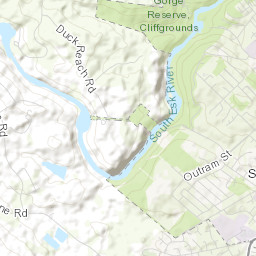 Gorge
Reserve,
Cliffgrounds
Duck Reach Rd
South Esk River
Outram St
S
Rd
ne Rd